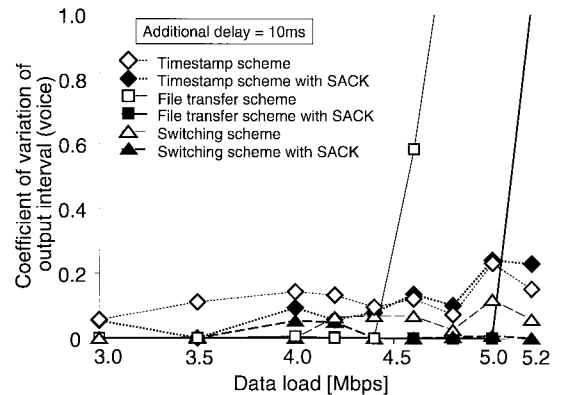 Additional delay = 10ms
Timestamp scheme
Timestamp scheme with SACK
File transfer scheme
File transfer scheme with SACK
Switching scheme
Switching scheme with SACK
Coefficient of variation of
output interval (voice)
1.0
0.8
0.6
0.4
0.2
0
3.0
3.5
4.0
4.5
5.0
5.2
Data load [Mbps]